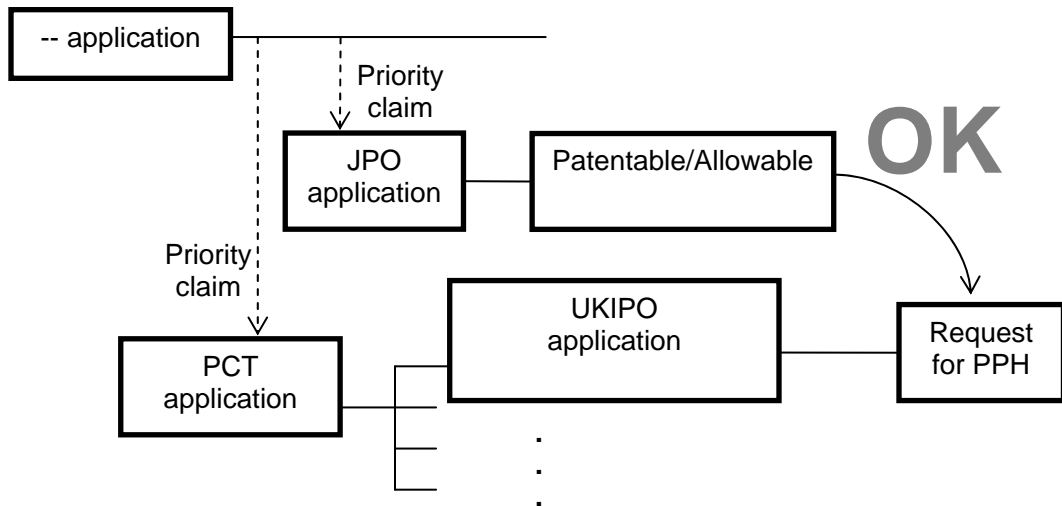 -- application
Priority
claim
OK
JPO
application
Patentable/Allowable
Priority
claim
UKIPO
application
Request
for PPH
PCT
application
.
.
.